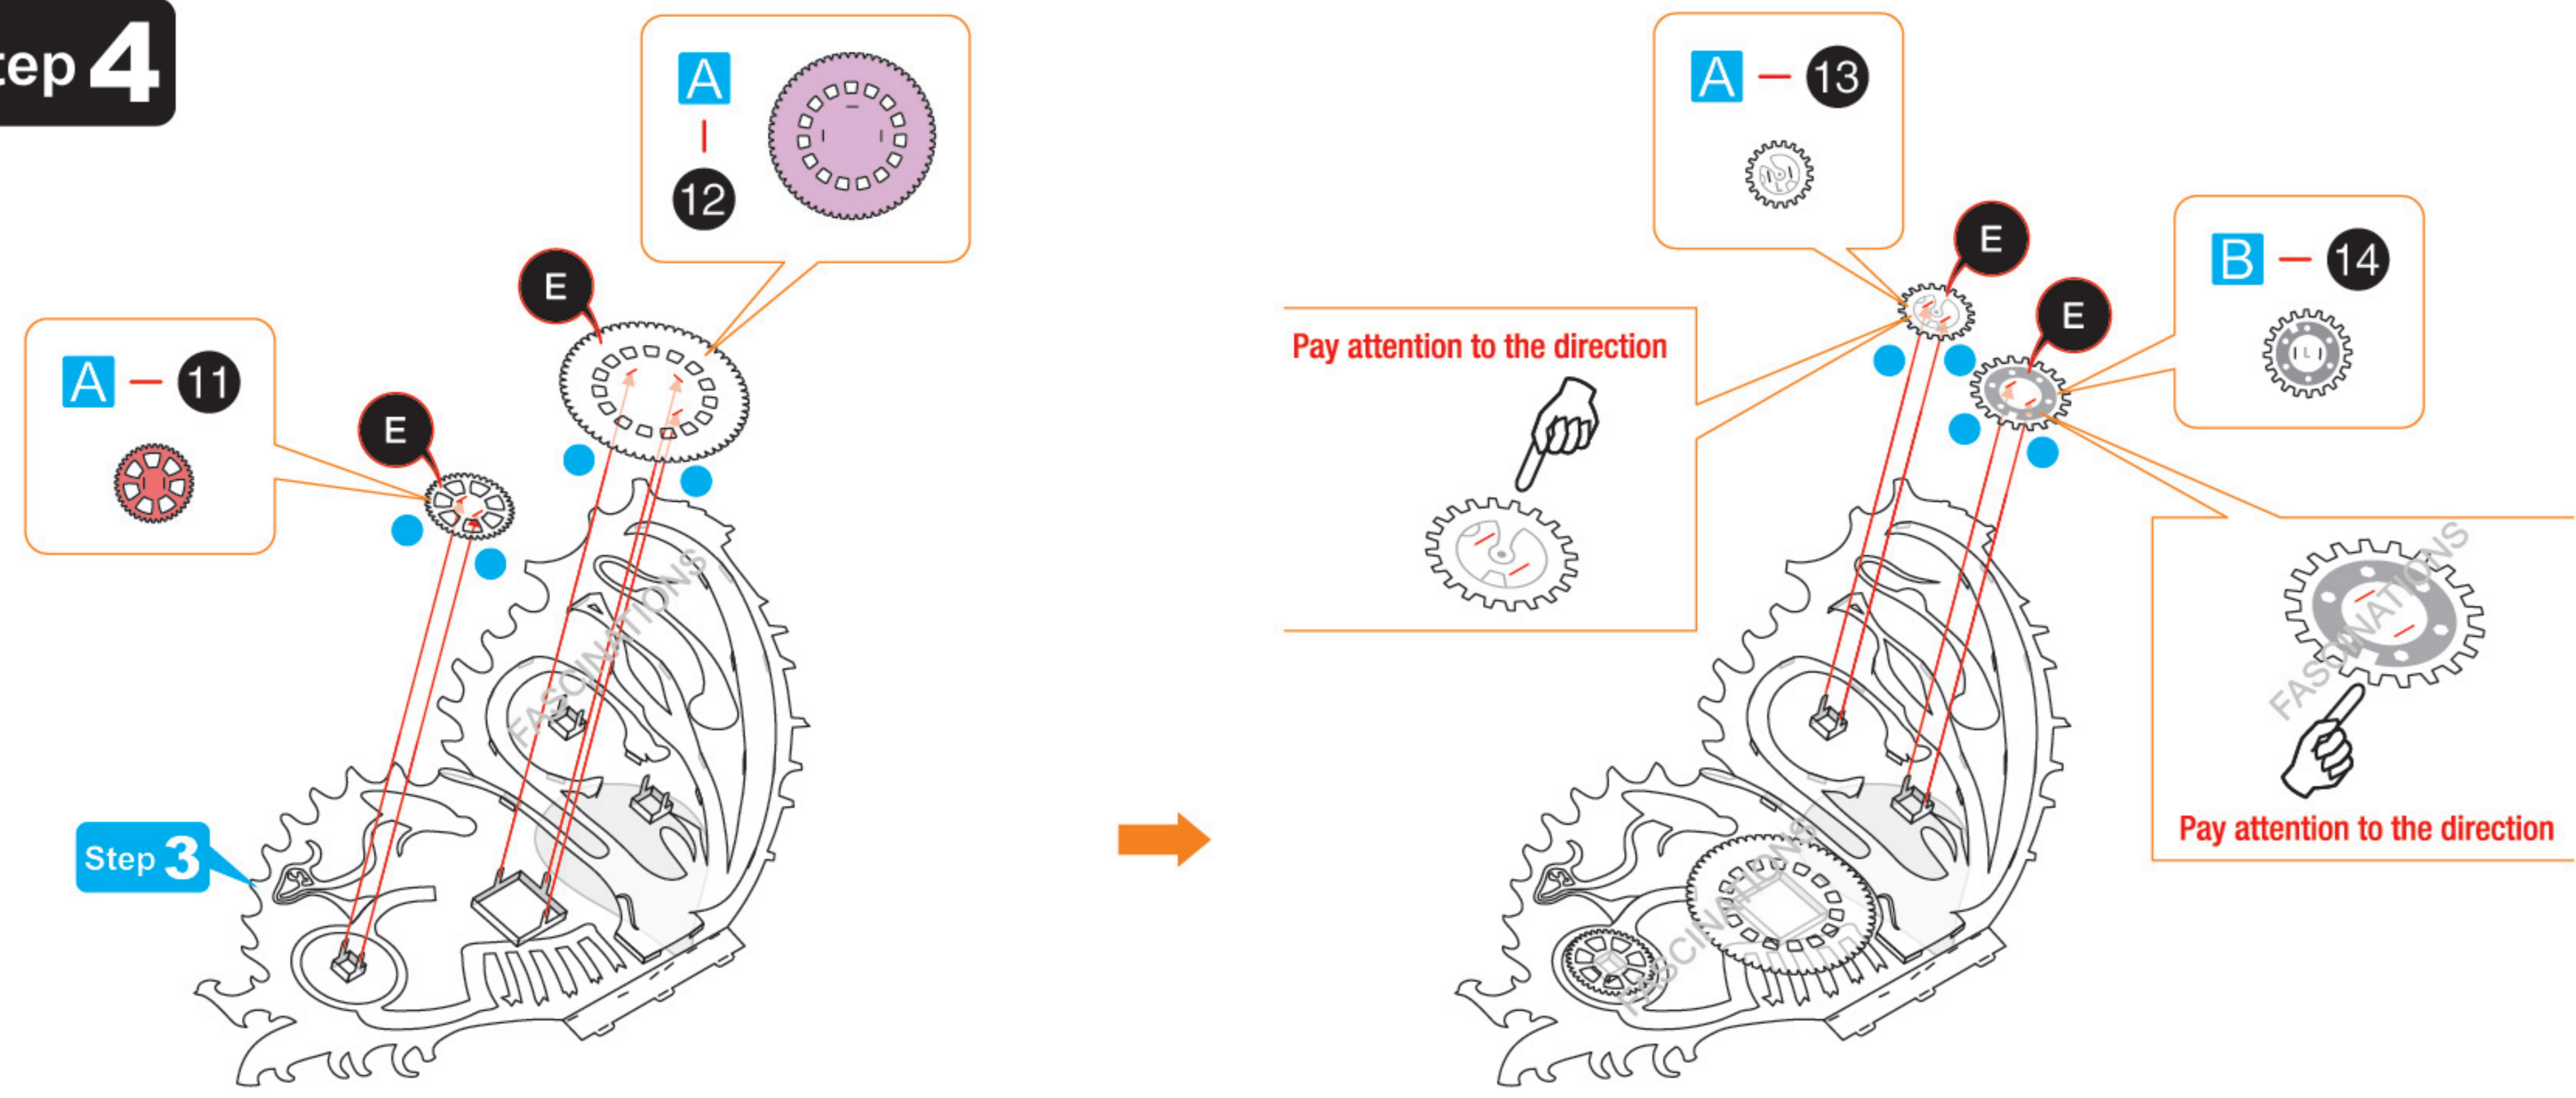 tep 4
A
12
E
A – 11
E
FASCINATIONS
Step 3
A – 13
E
B – 14
E
Pay attention to the direction
FASCINATIONS
Pay attention to the direction
FASCINATIONS